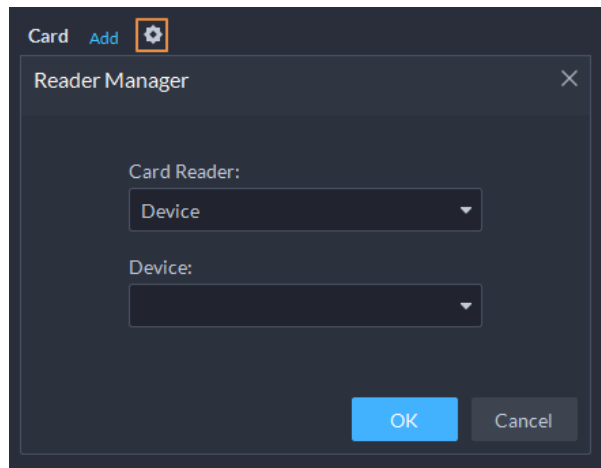 Card Add
Reader Manager
Card Reader:
Device
Device:
OK Cancel